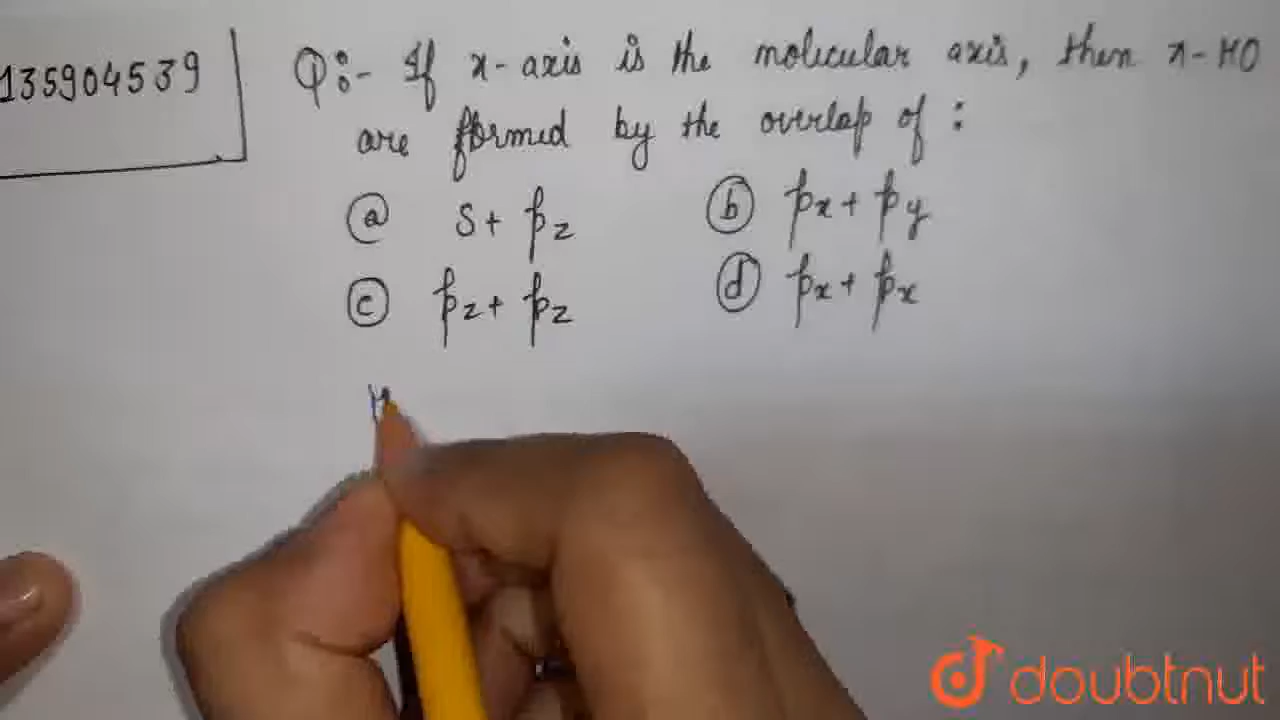 135904539
Q:- If x-axis is the molecular axis, then π-MO
are formed by the overlap of :
(a) S + pz (b) px + py
(c) pz + pz (d) px + px
doubtnut